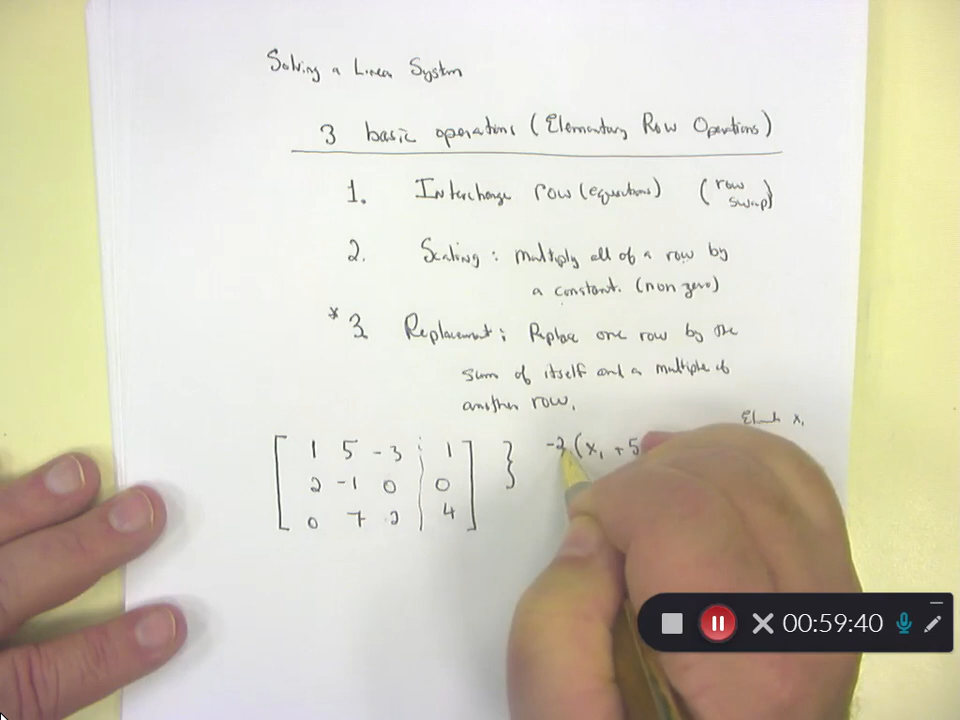 Solving a Linear System
3 basic operations (Elementary Row Operations)
1. Interchange row (equations) (row swap)
2. Scaling: multiply all of a row by
a constant. (non zero)
* 3. Replacement: Replace one row by the
sum of itself and a multiple of
another row.
x₁
1 5 -3 1 } -2(x₁ + 5
2 -1 0 0
0 7 2 4
00:59:40